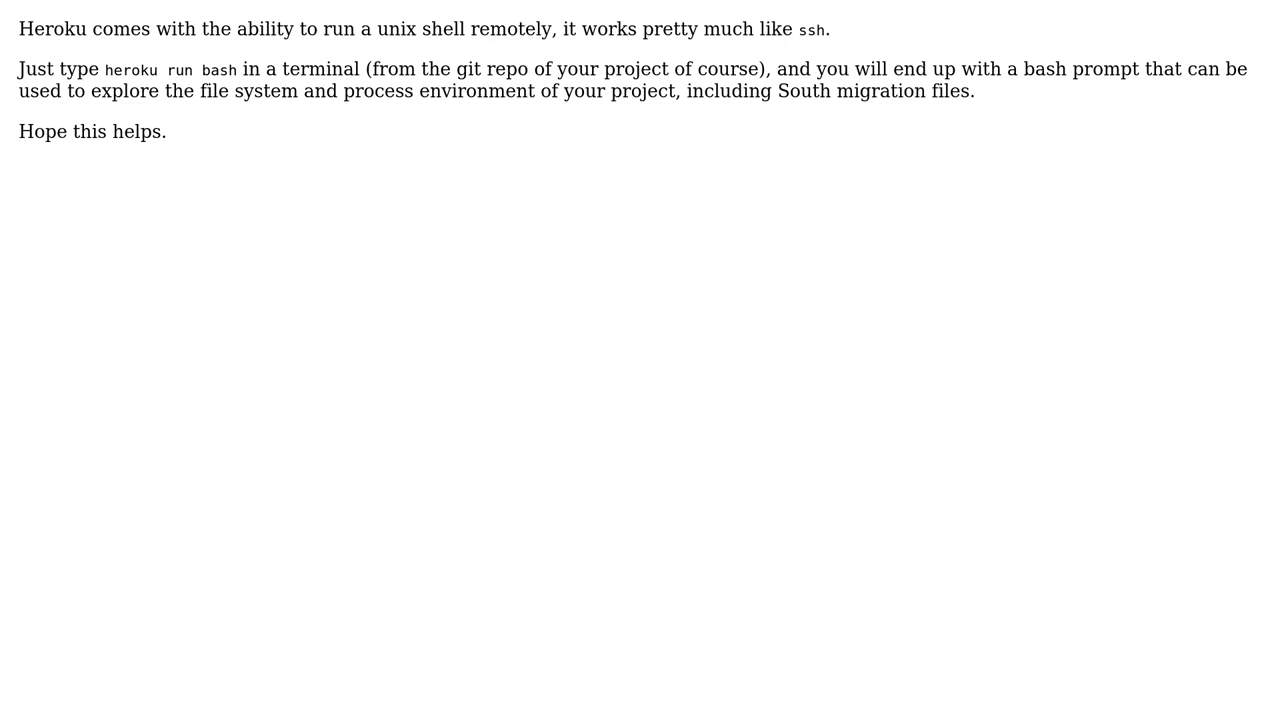 Heroku comes with the ability to run a unix shell remotely, it works pretty much like ssh.
Just type heroku run bash in a terminal (from the git repo of your project of course), and you will end up with a bash prompt that can be
used to explore the file system and process environment of your project, including South migration files.
Hope this helps.